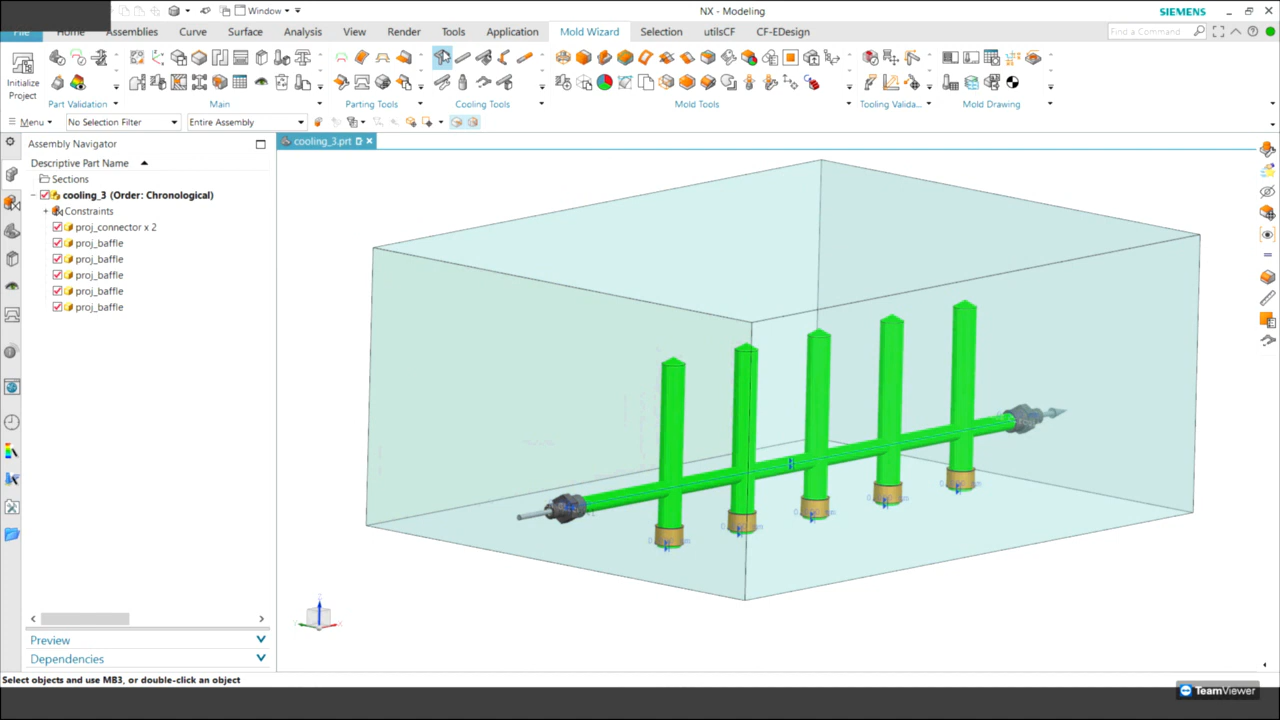 Window
NX - Modeling
SIEMENS
File
Home
Assemblies
Curve
Surface
Analysis
View
Render
Tools
Application
Mold Wizard
Selection
utilsCF
CF-EDesign
Find a Command
Initialize
Project
Part Validation
Main
Parting Tools
Cooling Tools
Mold Tools
Tooling Valida...
Mold Drawing
Menu
No Selection Filter
Entire Assembly
Assembly Navigator
cooling_3.prt
Descriptive Part Name
Sections
cooling_3 (Order: Chronological)
Constraints
proj_connector x 2
proj_baffle
proj_baffle
proj_baffle
proj_baffle
proj_baffle
Preview
Dependencies
Select objects and use MB3, or double-click an object
TeamViewer